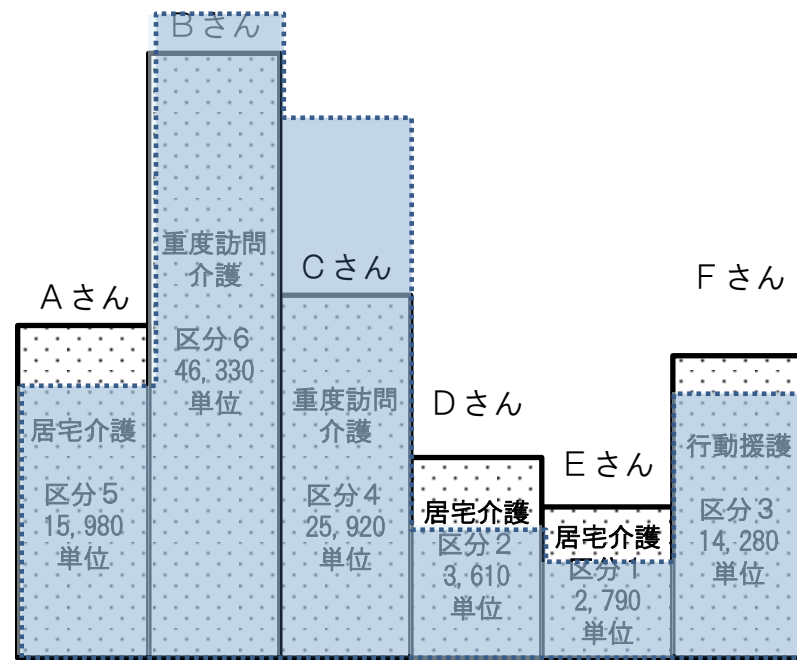 Aさん
居宅介護
区分５
15,980
単位
Bさん
重度訪問
介護
区分６
46,330
単位
Cさん
重度訪問
介護
区分４
25,920
単位
Dさん
居宅介護
区分２
3,610
単位
Eさん
居宅介護
区分１
2,790
単位
Fさん
行動援護
区分３
14,280
単位